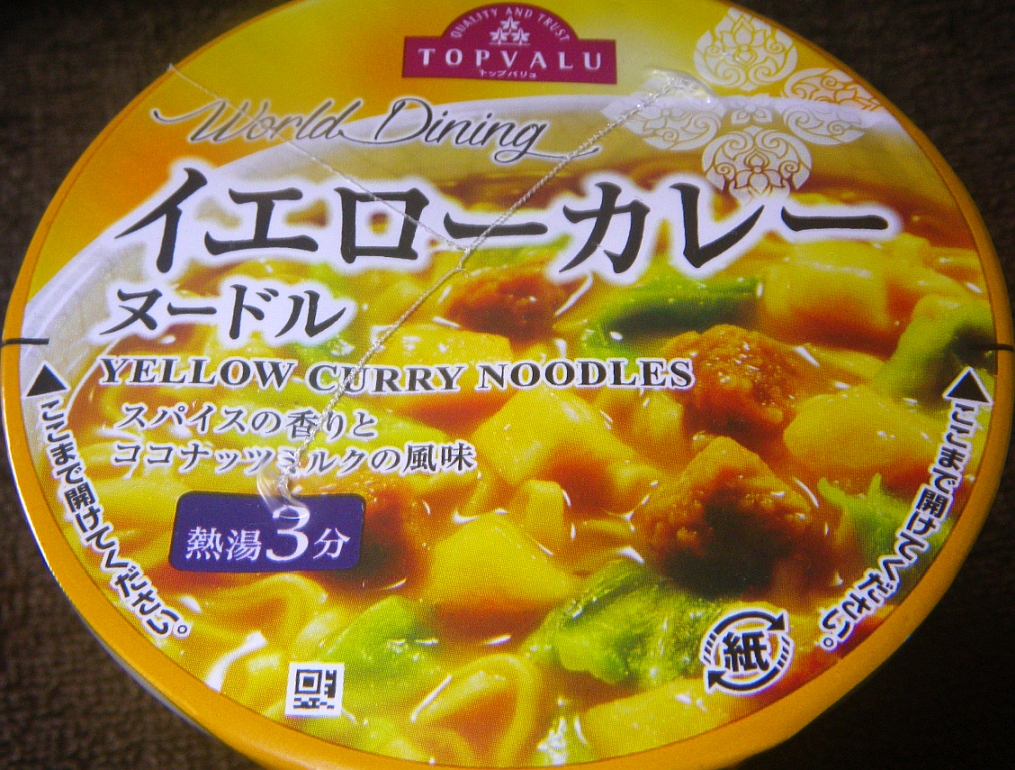 QUALITY AND TRUST
TOPVALU
トップバリュ
World Dining
イエローカレー
ヌードル
YELLOW CURRY NOODLES
スパイスの香りと
ココナッツミルクの風味
熱湯3分
ここまで開けてください。
ここまで開けてください。
紙